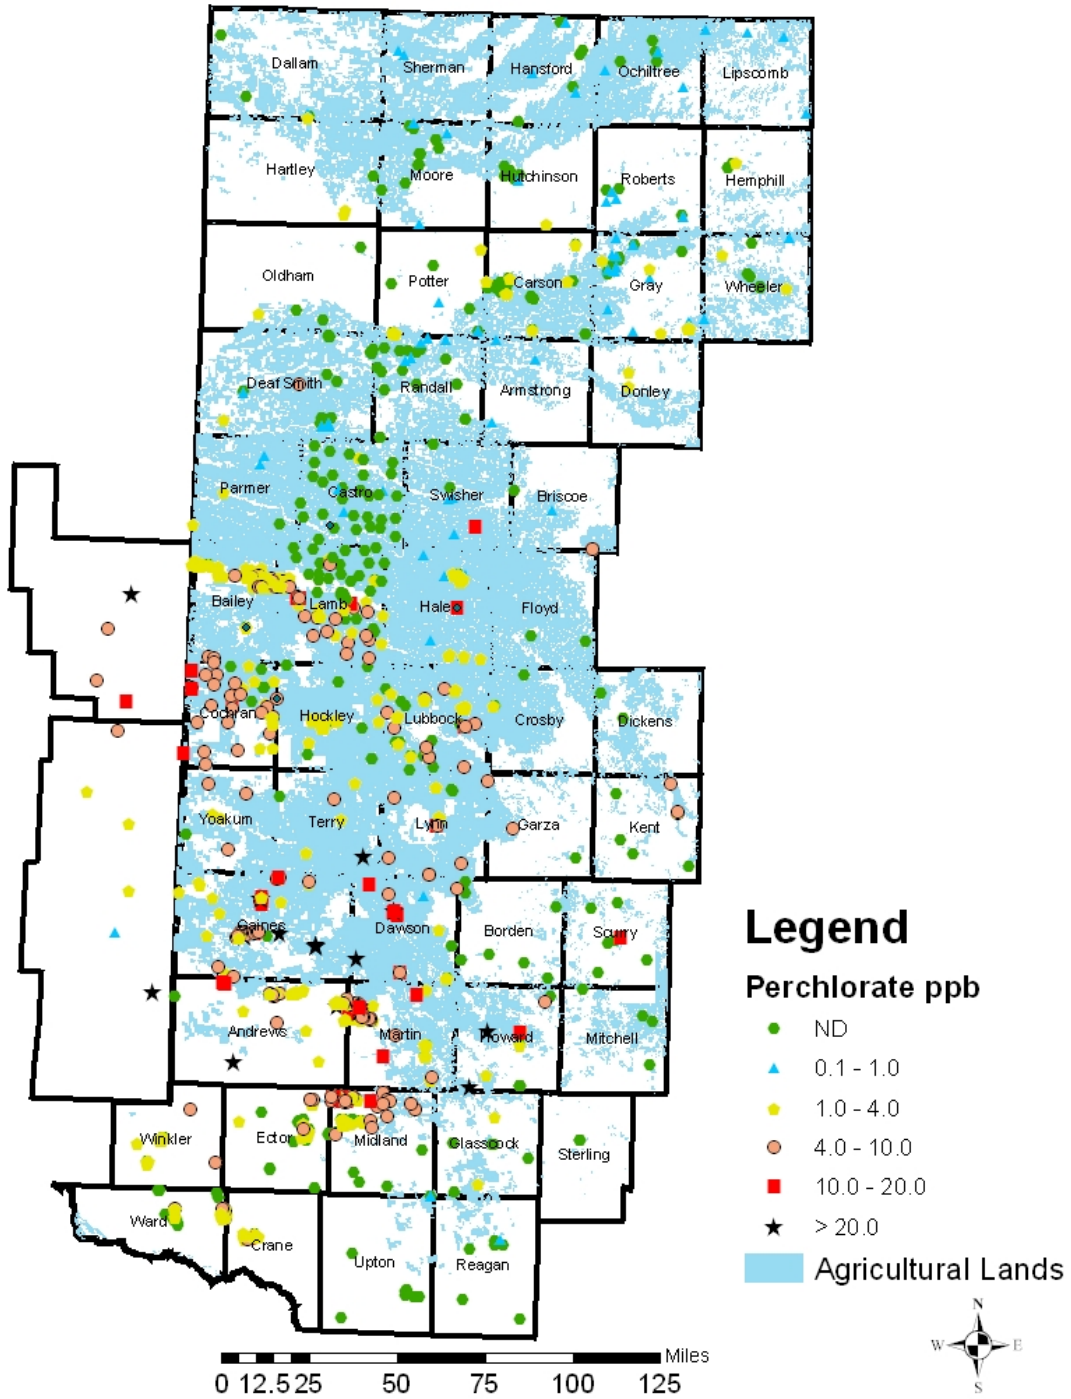 Dallam
Sherman
Hansford
Ochiltree
Lipscomb
Hartley
Moore
Hutchinson
Roberts
Hemphill
Oldham
Potter
Carson
Gray
Wheeler
Deaf Smith
Randall
Armstrong
Donley
Parmer
Castro
Swisher
Briscoe
Bailey
Lamb
Hale
Floyd
Cochran
Hockley
Lubbock
Crosby
Dickens
Yoakum
Terry
Lynn
Garza
Kent
Gaines
Dawson
Borden
Scurry
Andrews
Martin
Howard
Mitchell
Winkler
Ector
Midland
Glasscock
Sterling
Ward
Crane
Upton
Reagan
Legend
Perchlorate ppb
ND
0.1 - 1.0
1.0 - 4.0
4.0 - 10.0
10.0 - 20.0
> 20.0
Agricultural Lands
N
W E
S
Miles
0 12.5 25 50 75 100 125